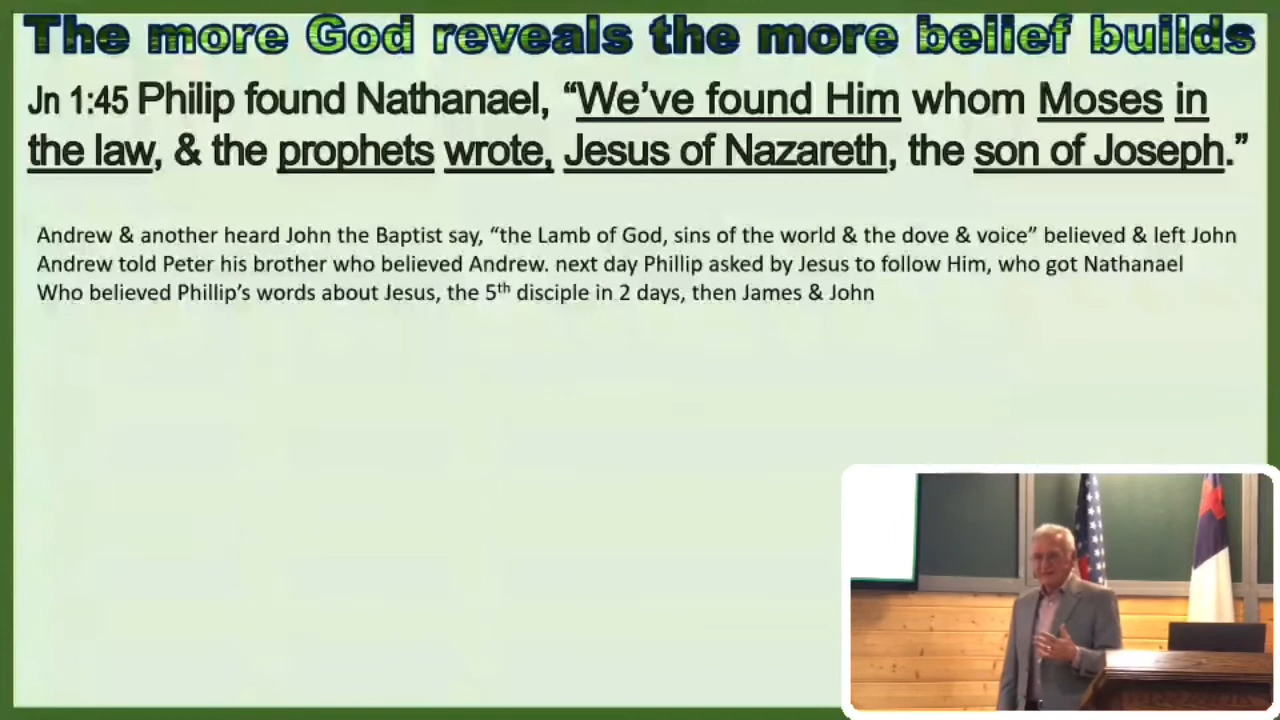 The more God reveals the more belief builds
Jn 1:45 Philip found Nathanael, “We’ve found Him whom Moses in
the law, & the prophets wrote, Jesus of Nazareth, the son of Joseph.”
Andrew & another heard John the Baptist say, “the Lamb of God, sins of the world & the dove & voice” believed & left John
Andrew told Peter his brother who believed Andrew. next day Phillip asked by Jesus to follow Him, who got Nathanael
Who believed Phillip’s words about Jesus, the 5th disciple in 2 days, then James & John